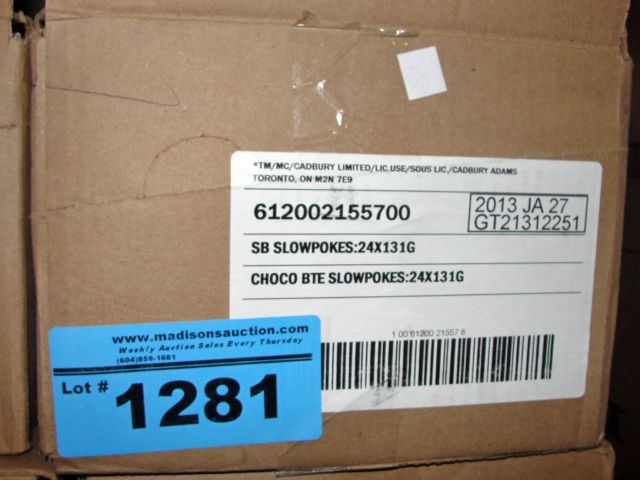 *TM/MC/CADBURY LIMITED/LIC.USE/SOUS LIC./CADBURY ADAMS
TORONTO, ON M2N 7E9
612002155700
2013 JA 27
GT21312251
SB SLOWPOKES:24X131G
CHOCO BTE SLOWPOKES:24X131G
1 00 61200 21557 8
www.madisonsauction.com
Weekly Auction Sales Every Thursday
(604)859-1661
Lot # 1281